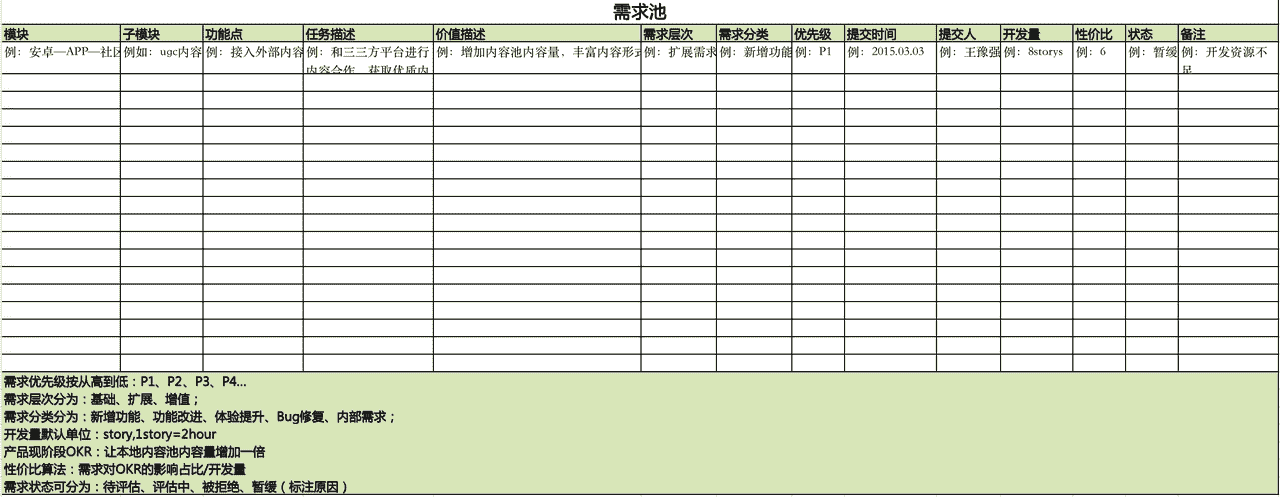 需求池
模块 子模块 功能点 任务描述 价值描述 需求层次 需求分类 优先级 提交时间 提交人 开发量 性价比 状态 备注
例：安卓—APP—社区 例如：ugc内容 例：接入外部内容 例：和三三方平台进行 例：增加内容池内容量，丰富内容形式 例：扩展需求 例：新增功能 例：P1 例：2015.03.03 例：王豫强 例：8storys 例：6 例：暂缓 例：开发资源不
内容合作，获取优质内 足
需求优先级按从高到低：P1、P2、P3、P4...
需求层次分为：基础、扩展、增值；
需求分类分为：新增功能、功能改进、体验提升、Bug修复、内部需求；
开发量默认单位：story,1story=2hour
产品现阶段OKR：让本地内容池内容量增加一倍
性价比算法：需求对OKR的影响占比/开发量
需求状态可分为：待评估、评估中、被拒绝、暂缓（标注原因）